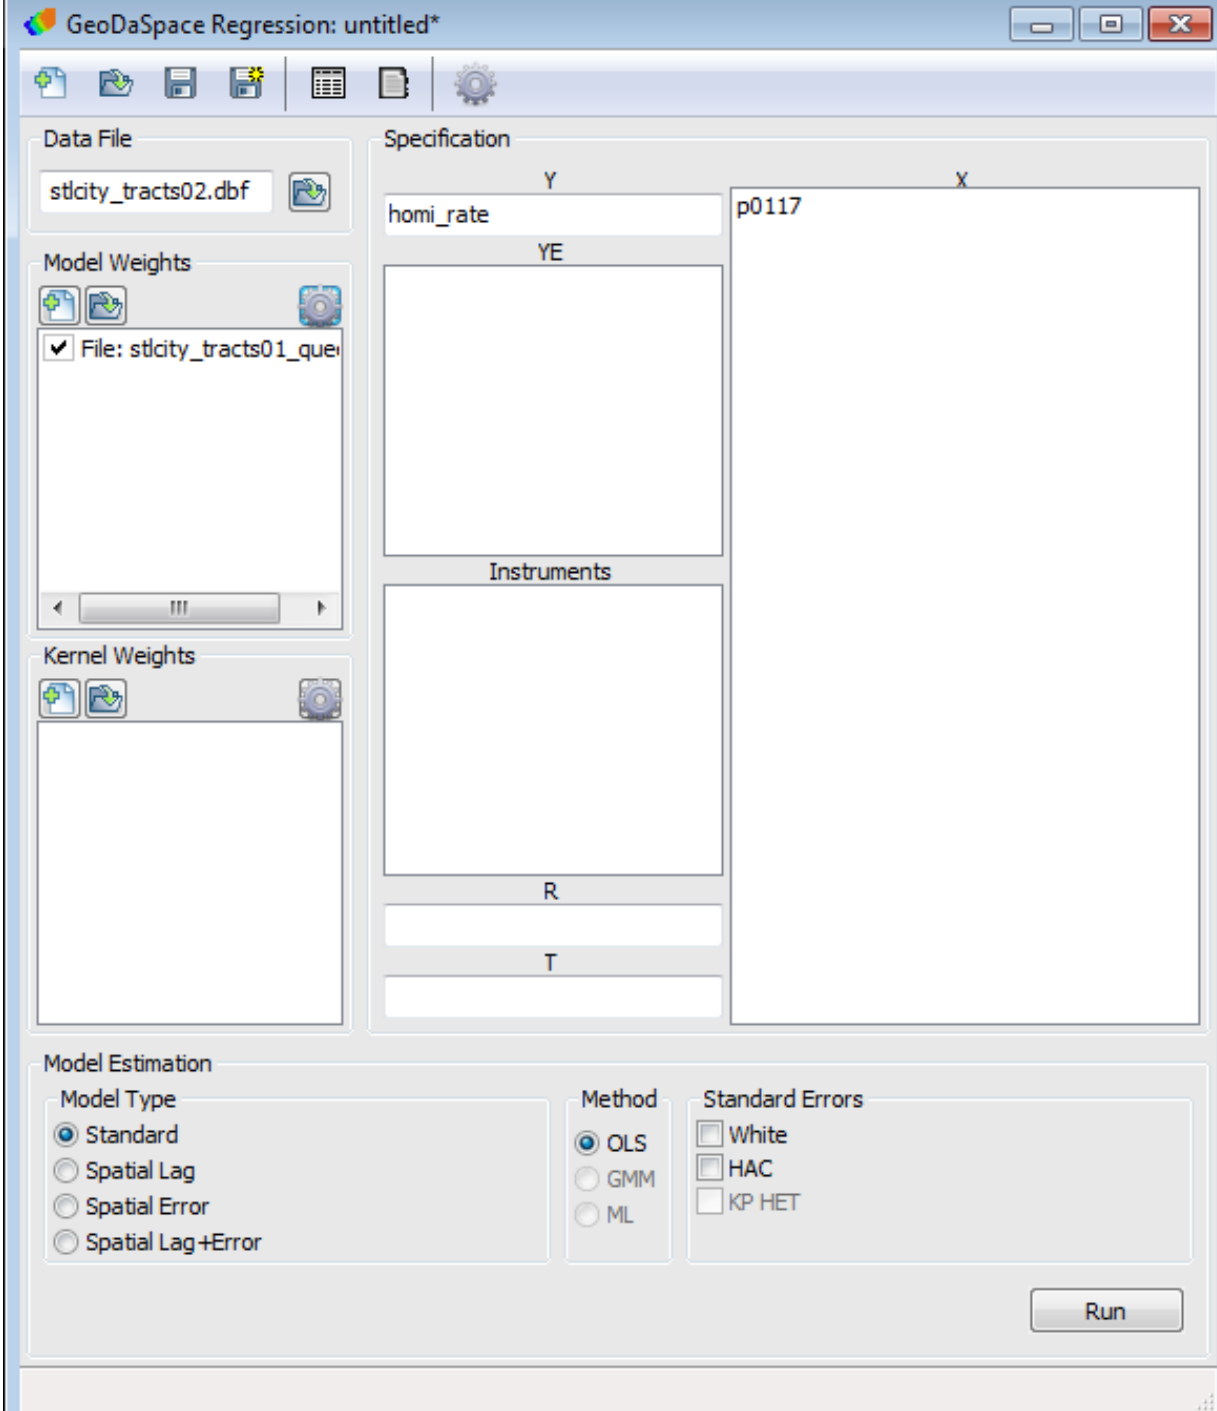 GeoDaSpace Regression: untitled*
Data File
stlcity_tracts02.dbf
Model Weights
File: stlcity_tracts01_que
Kernel Weights
Specification
Y
homi_rate
YE
Instruments
R
T
X
p0117
Model Estimation
Model Type
Standard
Spatial Lag
Spatial Error
Spatial Lag+Error
Method
OLS
GMM
ML
Standard Errors
White
HAC
KP HET
Run